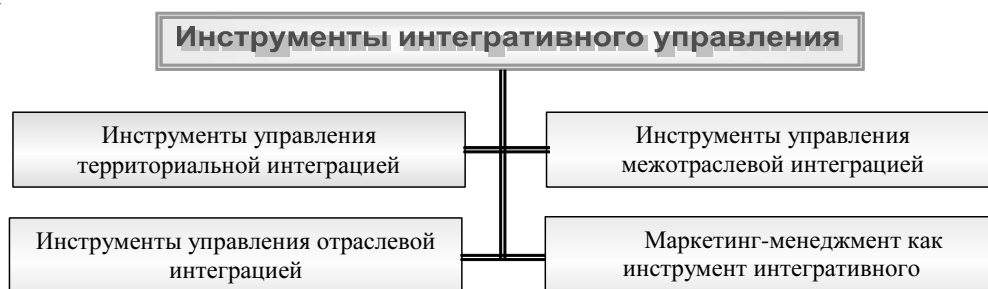 Инструменты интегративного управления
Инструменты управления
территориальной интеграцией
Инструменты управления
межотраслевой интеграцией
Инструменты управления отраслевой
интеграцией
Маркетинг-менеджмент как
инструмент интегративного